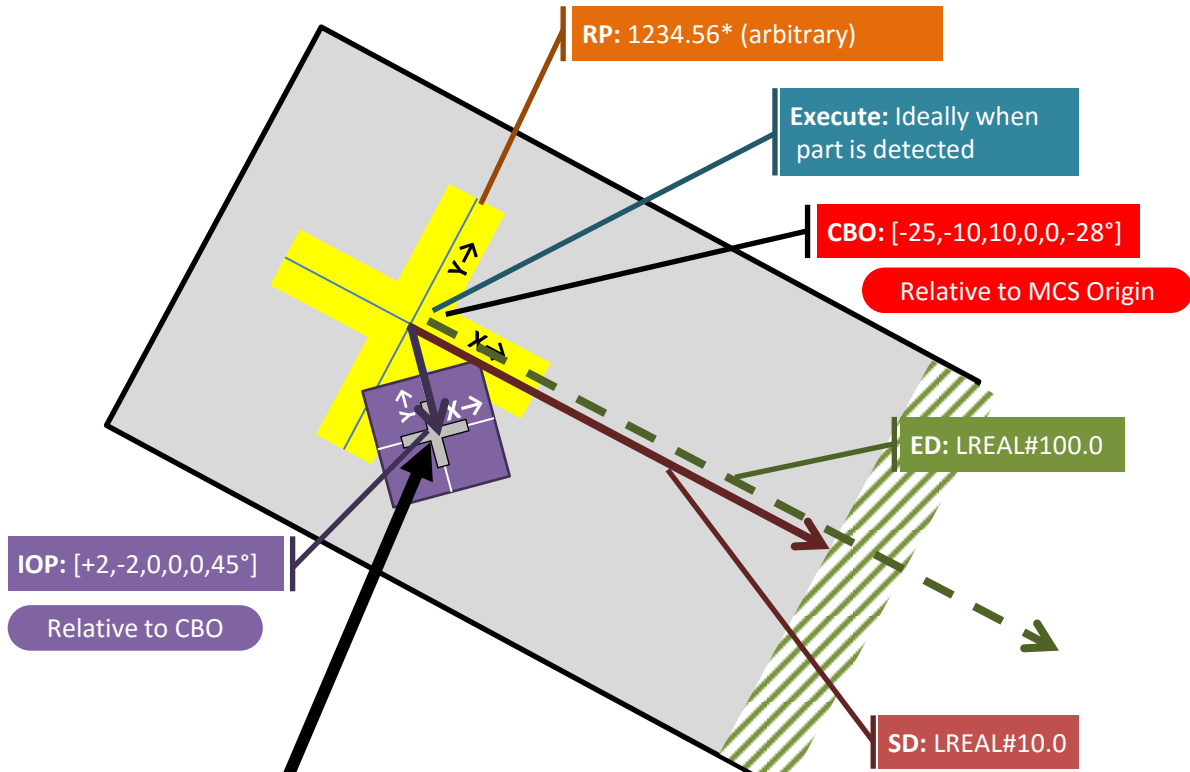 RP: 1234.56* (arbitrary)
Execute: Ideally when
part is detected
CBO: [-25,-10,10,0,0,-28°]
Relative to MCS Origin
Y→
X→
Y→
X→
ED: LREAL#100.0
IOP: [+2,-2,0,0,0,45°]
Relative to CBO
SD: LREAL#10.0